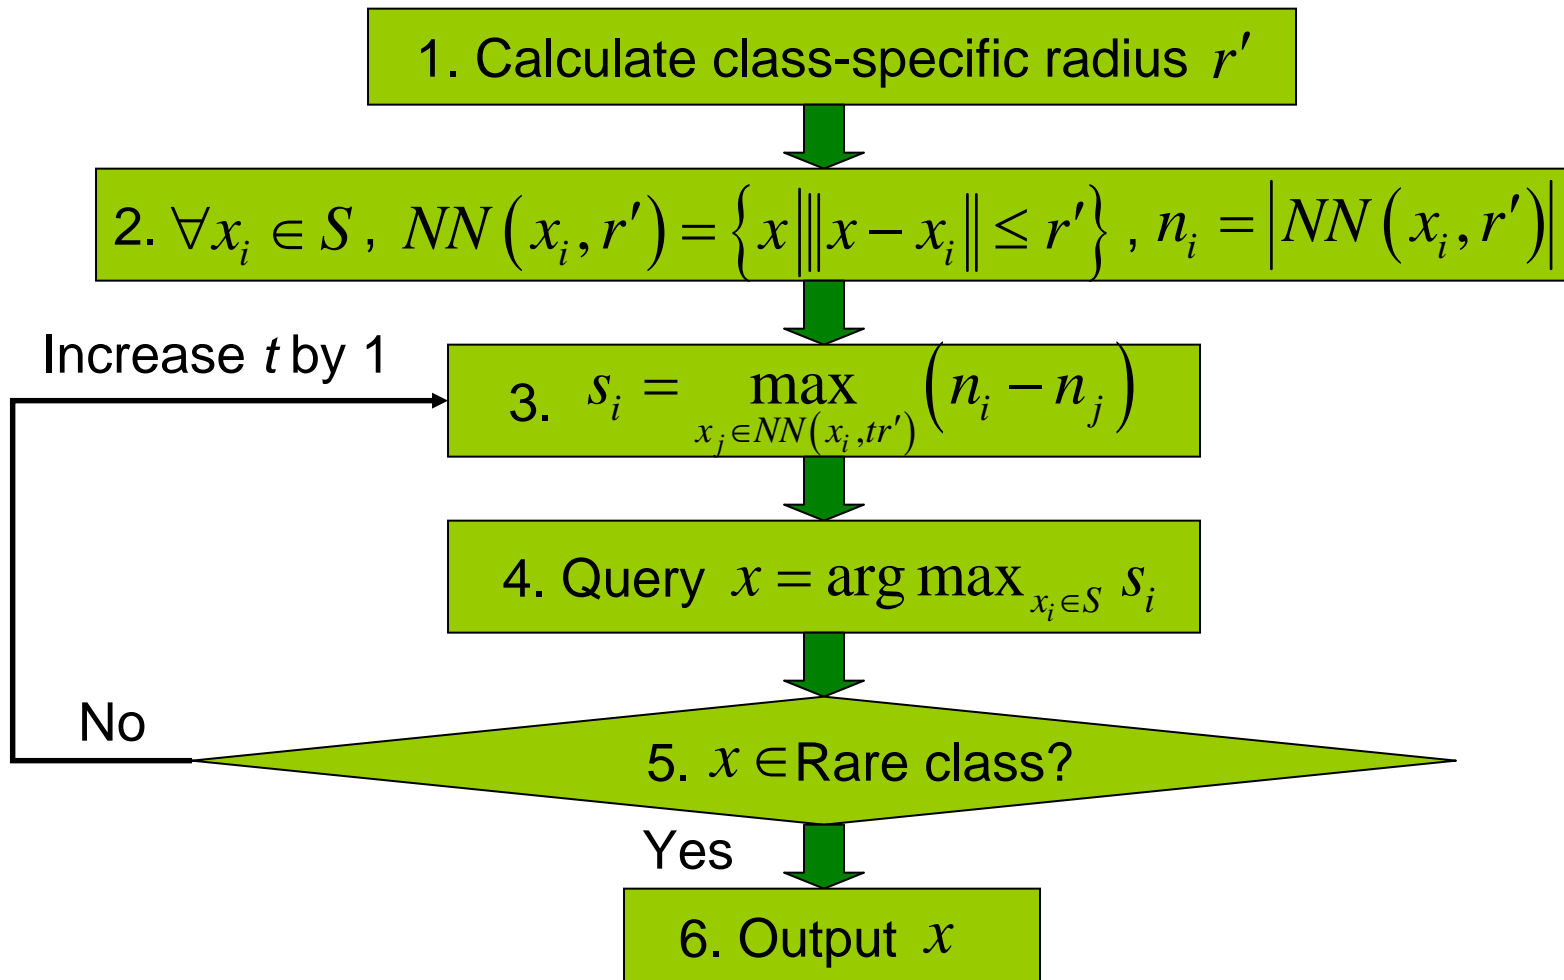 1. Calculate class-specific radius r′
2. ∀x_i ∈ S , NN(x_i, r′) = {x | ‖x − x_i‖ ≤ r′} , n_i = |NN(x_i, r′)|
Increase t by 1
3. s_i = max_{x_j ∈ NN(x_i, tr′)} (n_i − n_j)
4. Query x = arg max_{x_i ∈ S} s_i
No
5. x ∈ Rare class?
Yes
6. Output x